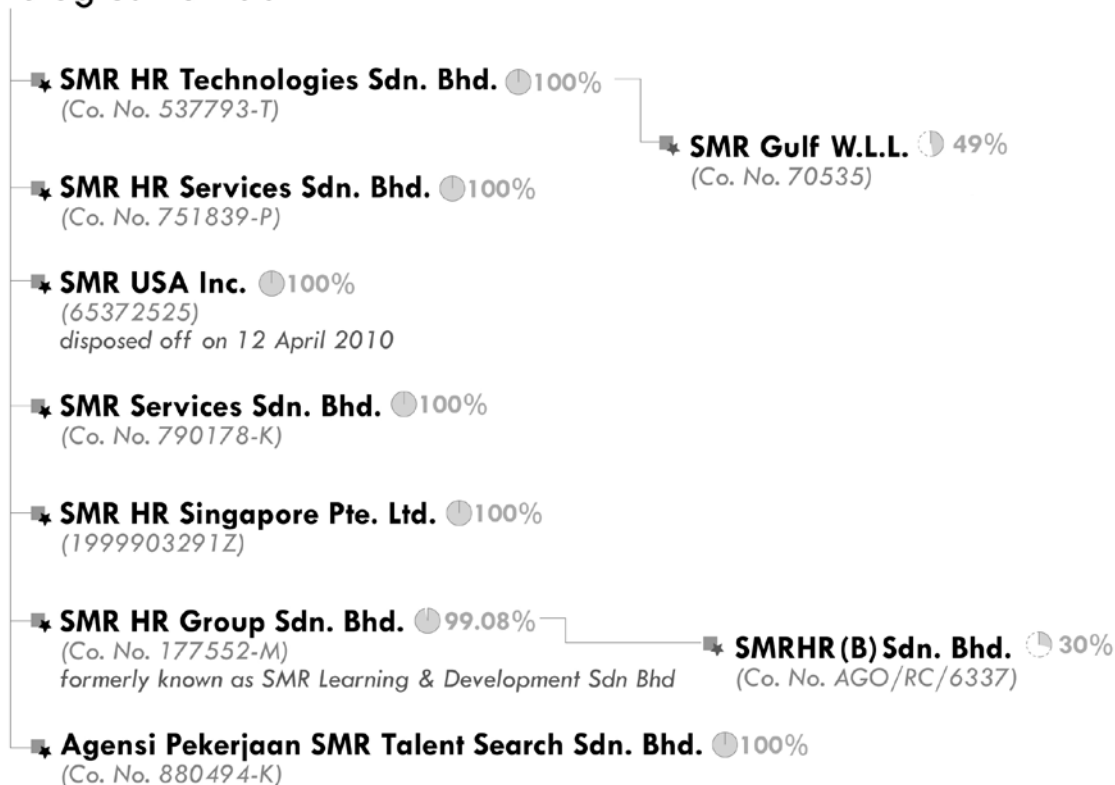 SMR HR Technologies Sdn. Bhd. 100%
(Co. No. 537793-T)
SMR Gulf W.L.L. 49%
(Co. No. 70535)
SMR HR Services Sdn. Bhd. 100%
(Co. No. 751839-P)
SMR USA Inc. 100%
(65372525)
disposed off on 12 April 2010
SMR Services Sdn. Bhd. 100%
(Co. No. 790178-K)
SMR HR Singapore Pte. Ltd. 100%
(1999903291Z)
SMR HR Group Sdn. Bhd. 99.08%
(Co. No. 177552-M)
formerly known as SMR Learning & Development Sdn Bhd
SMRHR (B) Sdn. Bhd. 30%
(Co. No. AGO/RC/6337)
Agensi Pekerjaan SMR Talent Search Sdn. Bhd. 100%
(Co. No. 880494-K)